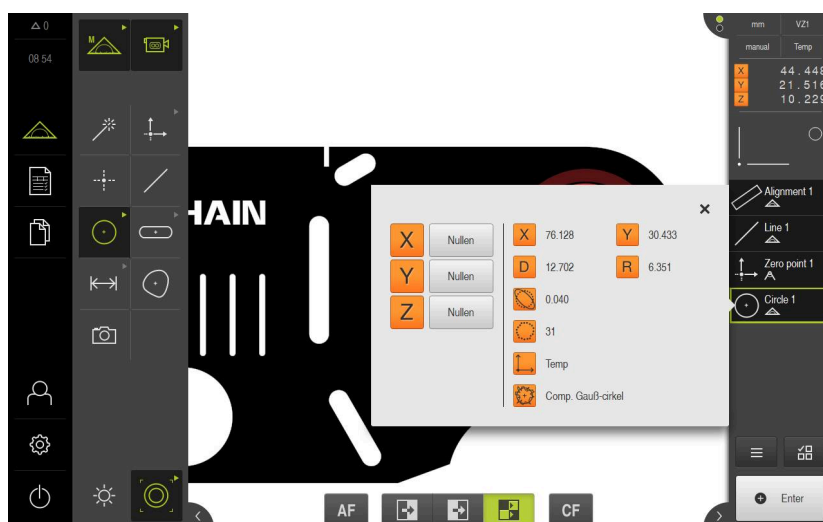 0
08 54
M
HAIN
mm VZ1
manual Temp
X 44.448
Y 21.516
Z 10.229
Alignment 1
Line 1
Zero point 1
Circle 1
Enter
X Nullen
Y Nullen
Z Nullen
X 76.128 Y 30.433
D 12.702 R 6.351
0.040
31
Temp
Comp. Gauß-cirkel
AF CF